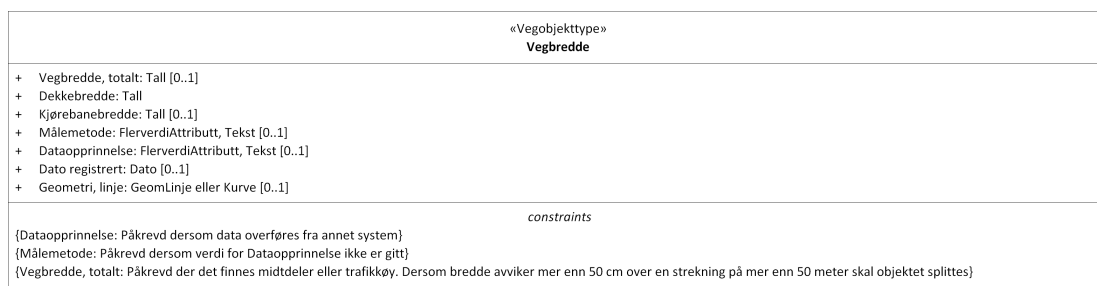 «Vegobjekttype»
Vegbredde
+ Vegbredde, totalt: Tall [0..1]
+ Dekkebredde: Tall
+ Kjørebanebredde: Tall [0..1]
+ Målemetode: FlerverdiAttributt, Tekst [0..1]
+ Dataopprinnelse: FlerverdiAttributt, Tekst [0..1]
+ Dato registrert: Dato [0..1]
+ Geometri, linje: GeomLinje eller Kurve [0..1]
constraints
{Dataopprinnelse: Påkrevd dersom data overføres fra annet system}
{Målemetode: Påkrevd dersom verdi for Dataopprinnelse ikke er gitt}
{Vegbredde, totalt: Påkrevd der det finnes midtdeler eller trafikkøy. Dersom bredde avviker mer enn 50 cm over en strekning på mer enn 50 meter skal objektet splittes}